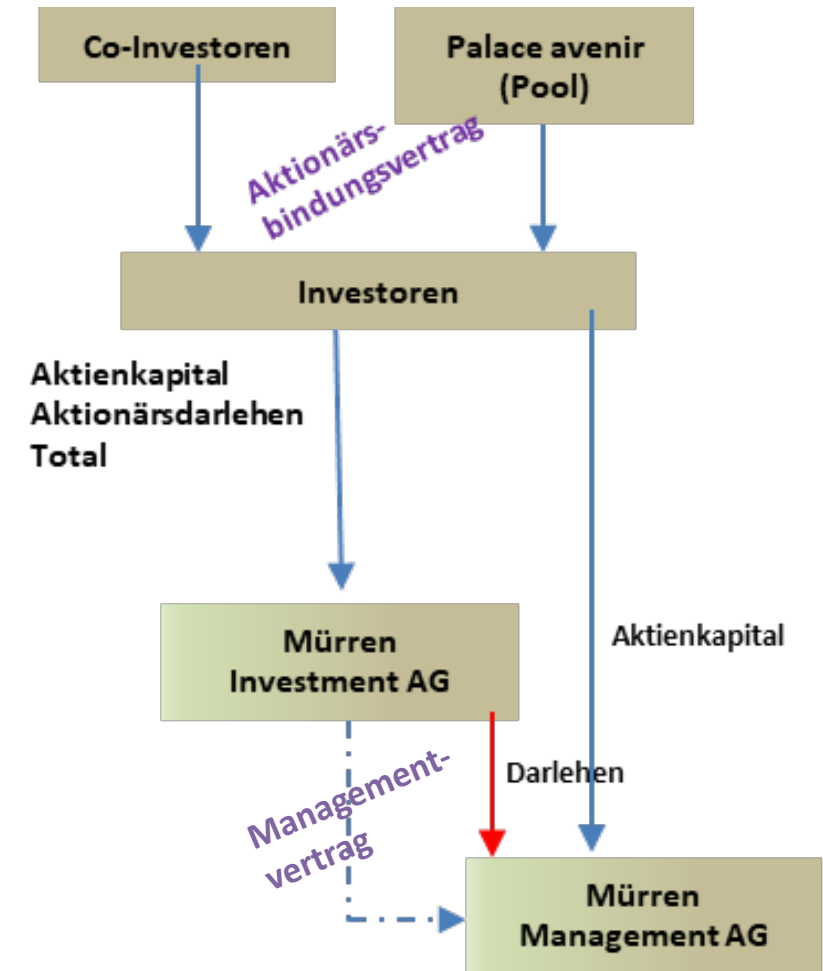 Co-Investoren
Palace avenir
(Pool)
Aktionärs-
bindungsvertrag
Investoren
Aktienkapital
Aktionärsdarlehen
Total
Mürren
Investment AG
Aktienkapital
Darlehen
Management-
vertrag
Mürren
Management AG